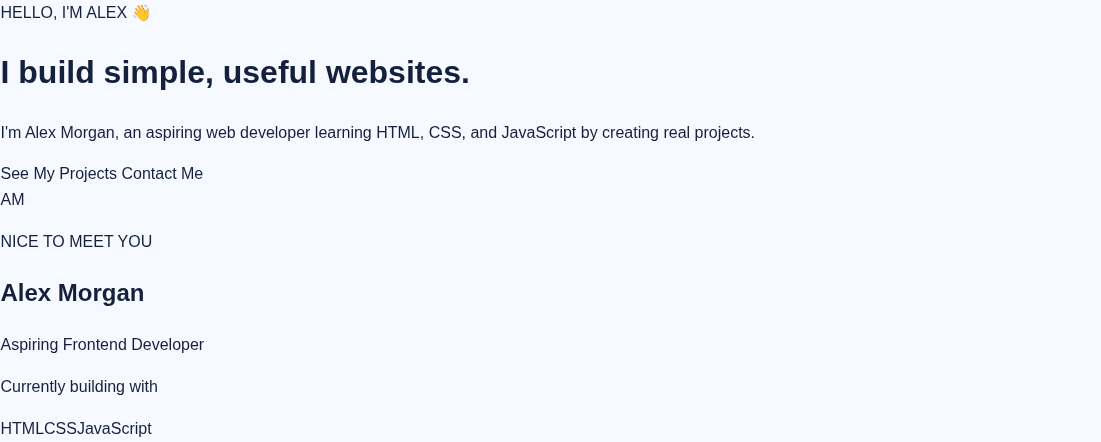 HELLO, I'M ALEX 👋
I build simple, useful websites.
I'm Alex Morgan, an aspiring web developer learning HTML, CSS, and JavaScript by creating real projects.
See My Projects Contact Me
AM
NICE TO MEET YOU
Alex Morgan
Aspiring Frontend Developer
Currently building with
HTMLCSSJavaScript